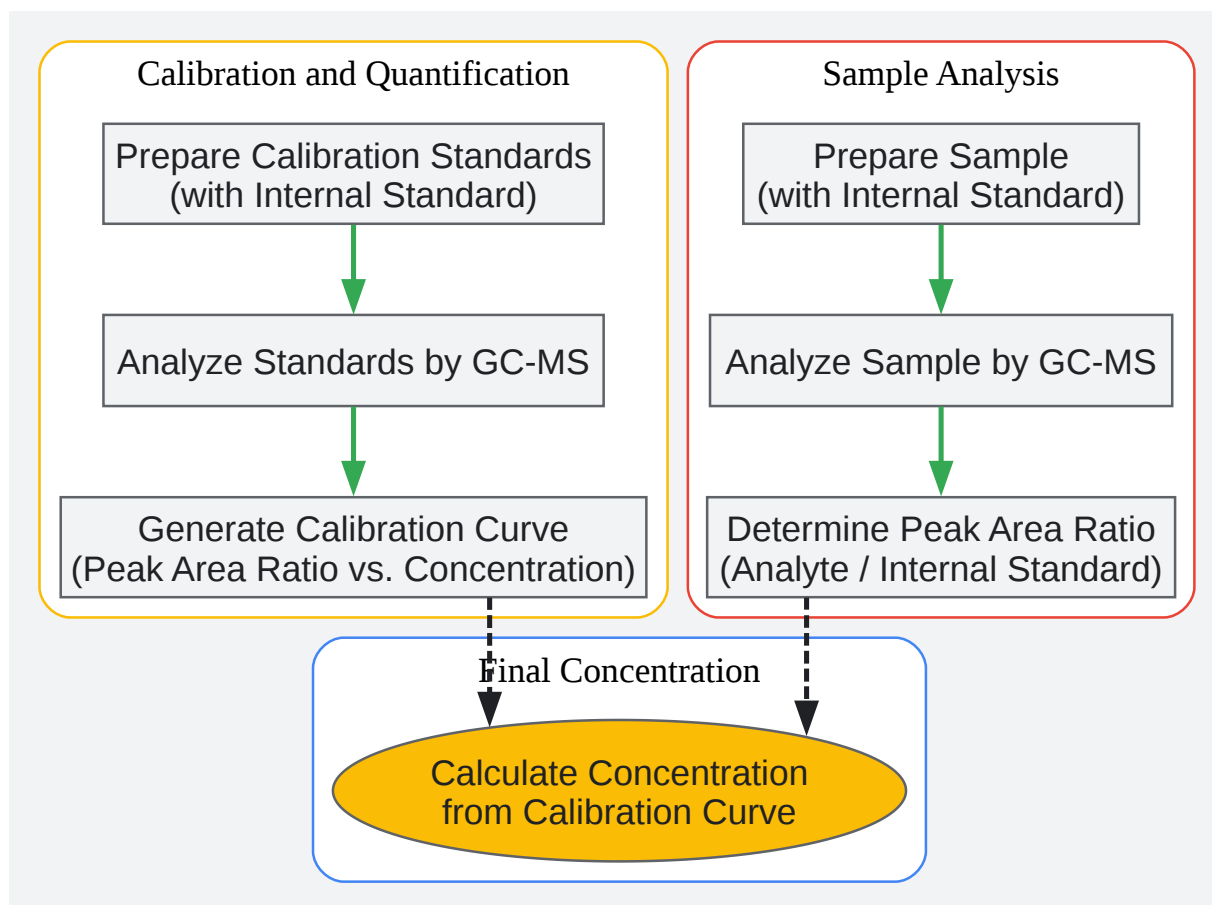 Calibration and Quantification
Prepare Calibration Standards
(with Internal Standard)
Analyze Standards by GC-MS
Generate Calibration Curve
(Peak Area Ratio vs. Concentration)
Sample Analysis
Prepare Sample
(with Internal Standard)
Analyze Sample by GC-MS
Determine Peak Area Ratio
(Analyte / Internal Standard)
Final Concentration
Calculate Concentration
from Calibration Curve